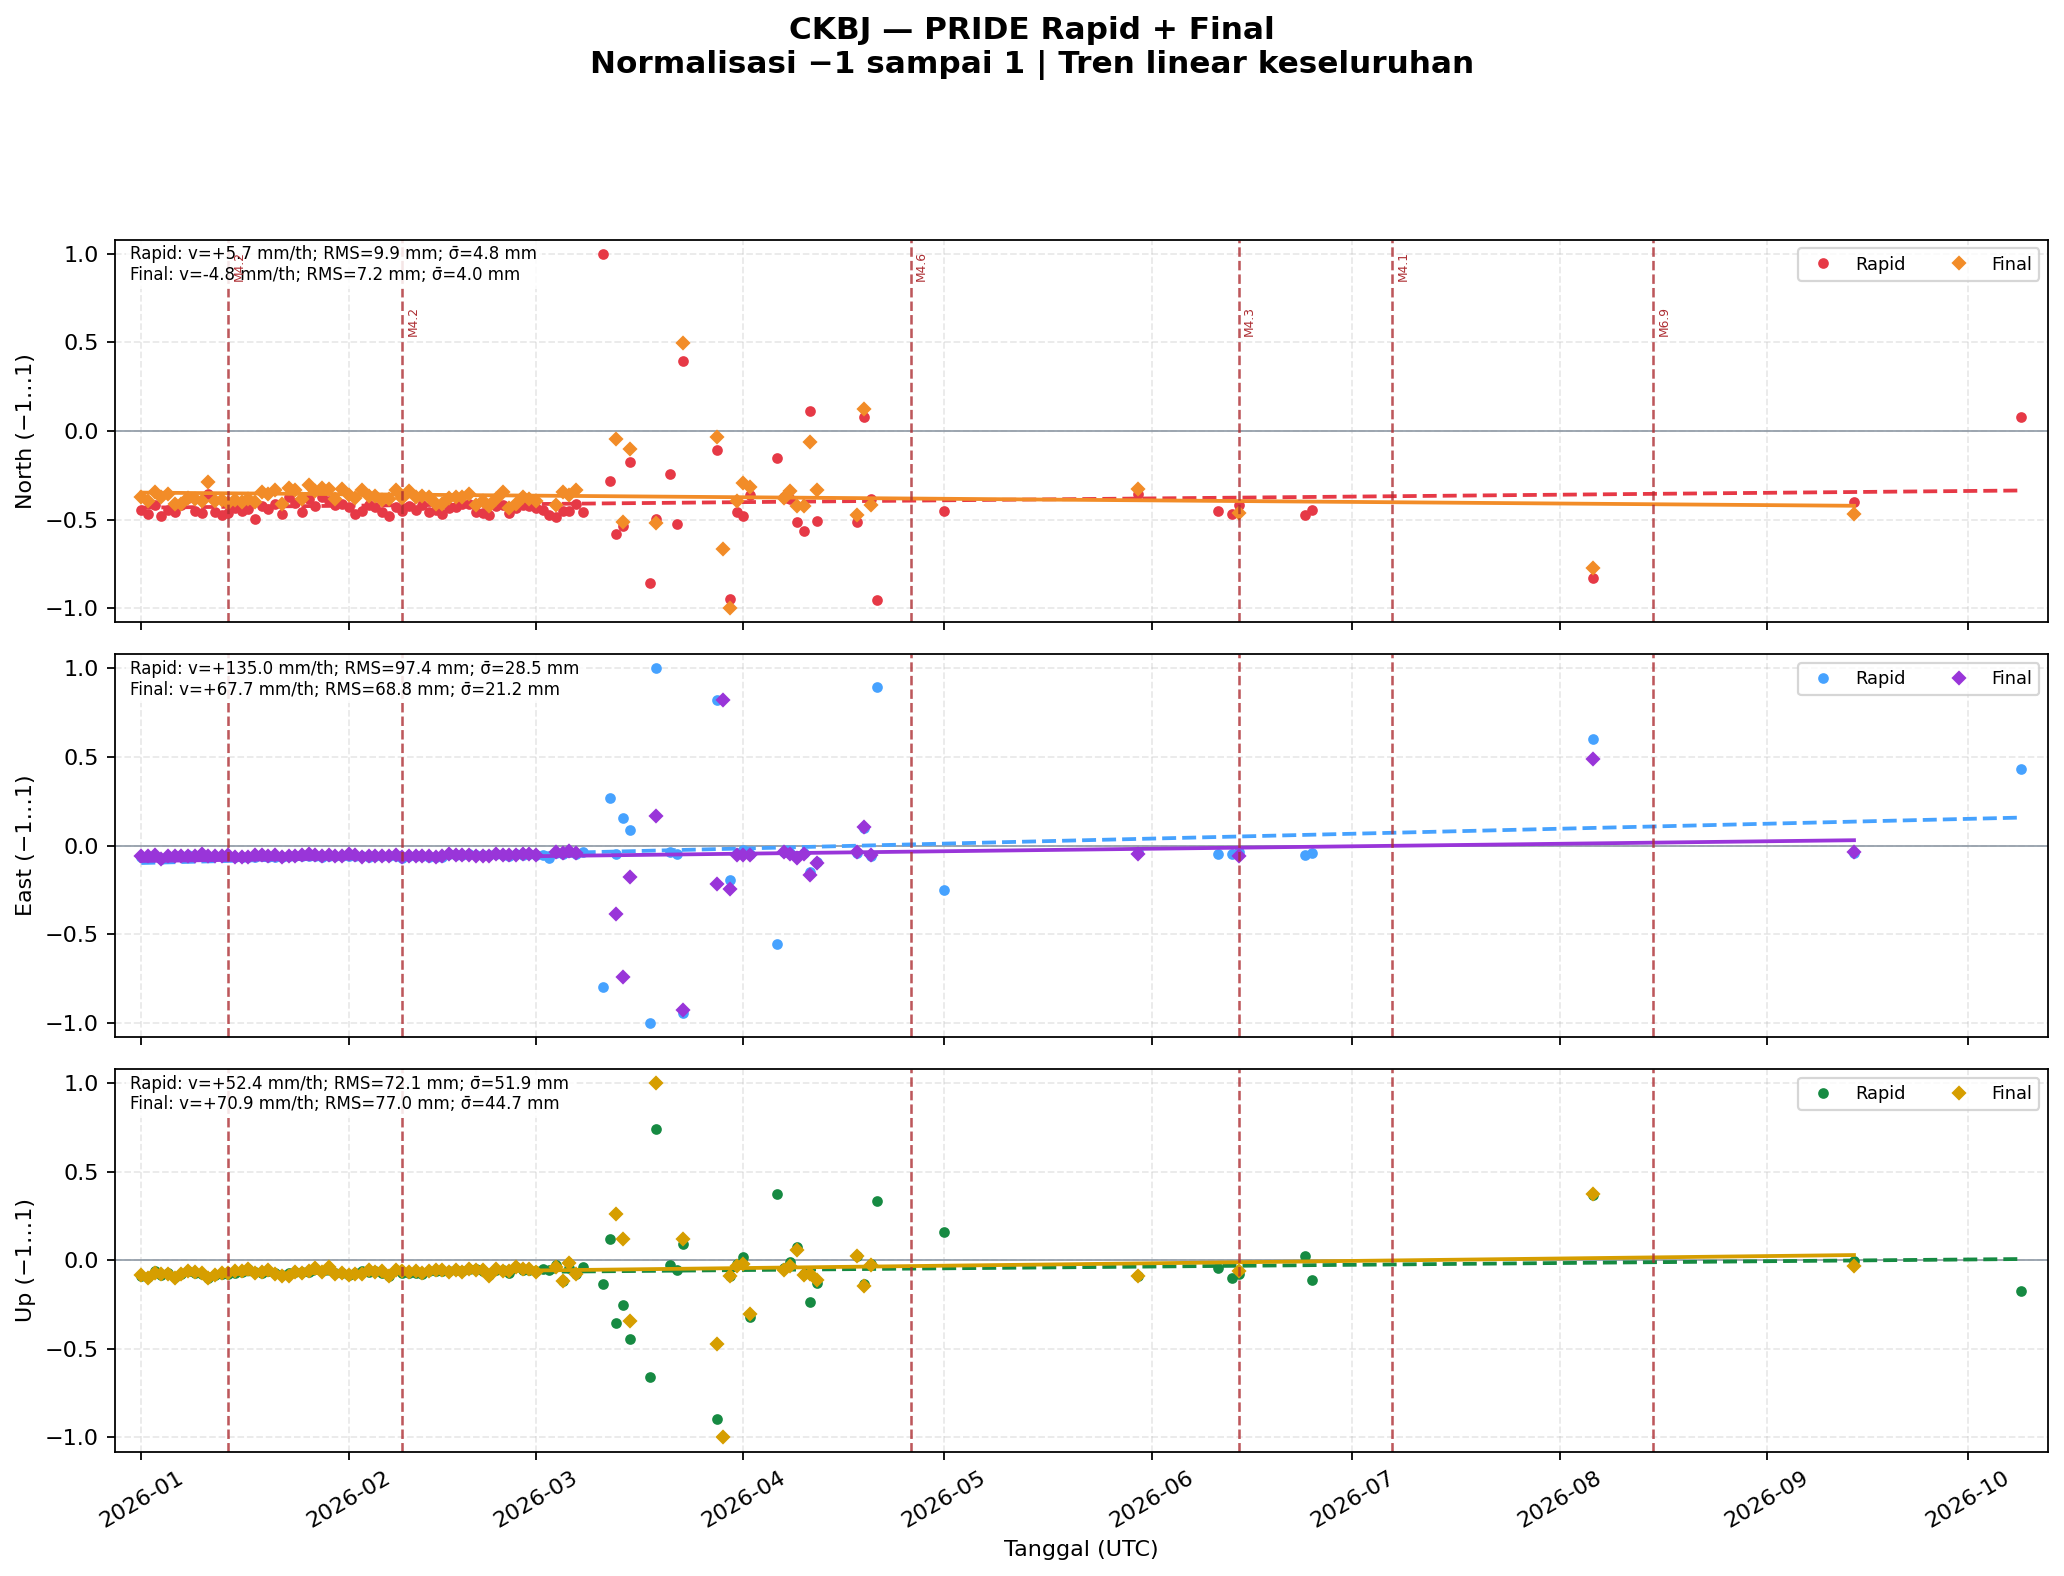 CKBJ — PRIDE Rapid + Final
Normalisasi −1 sampai 1 | Tren linear keseluruhan
Rapid: v=+5.7 mm/th; RMS=9.9 mm; σ̄=4.8 mm
Final: v=-4.8 mm/th; RMS=7.2 mm; σ̄=4.0 mm
M4.2
M4.2
M4.6
M4.3
M4.1
M6.9
Rapid
Final
North (−1...1)
1.0
0.5
0.0
−0.5
−1.0
Rapid: v=+135.0 mm/th; RMS=97.4 mm; σ̄=28.5 mm
Final: v=+67.7 mm/th; RMS=68.8 mm; σ̄=21.2 mm
Rapid
Final
East (−1...1)
1.0
0.5
0.0
−0.5
−1.0
Rapid: v=+52.4 mm/th; RMS=72.1 mm; σ̄=51.9 mm
Final: v=+70.9 mm/th; RMS=77.0 mm; σ̄=44.7 mm
Rapid
Final
Up (−1...1)
1.0
0.5
0.0
−0.5
−1.0
2026-01
2026-02
2026-03
2026-04
2026-05
2026-06
2026-07
2026-08
2026-09
2026-10
Tanggal (UTC)